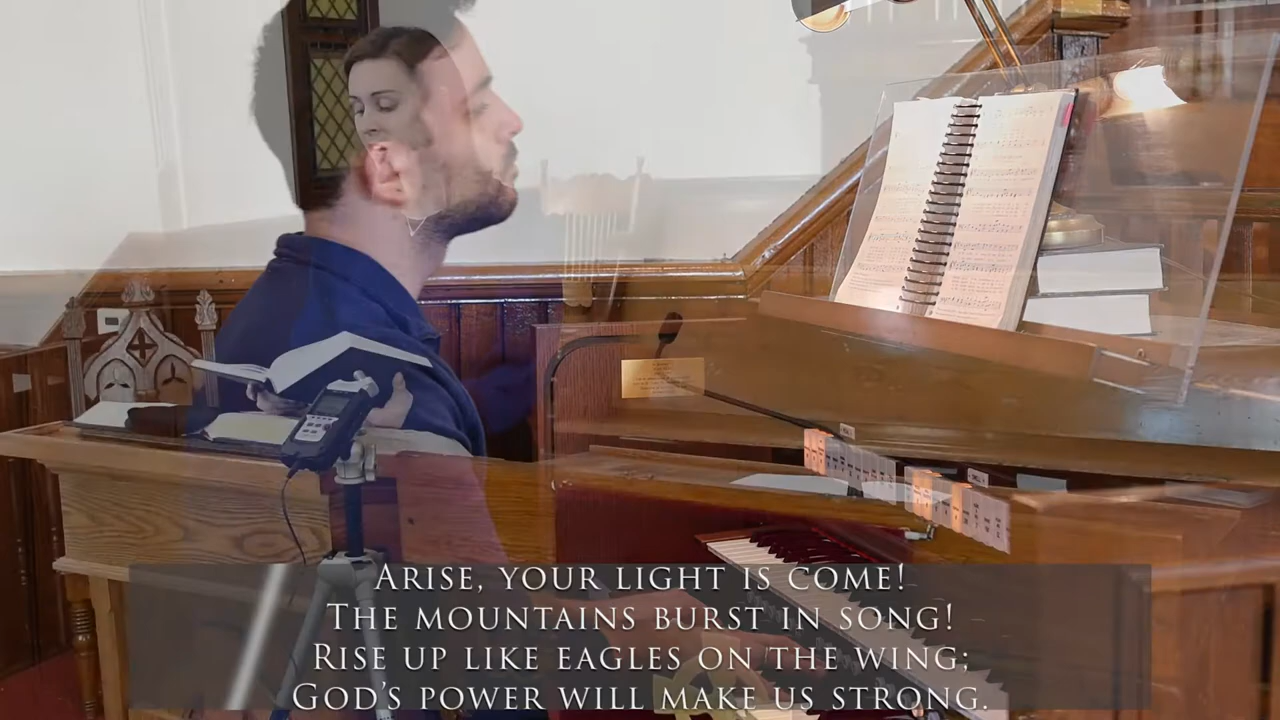 Arise, your light is come!
The mountains burst in song!
Rise up like eagles on the wing;
God's power will make us strong.